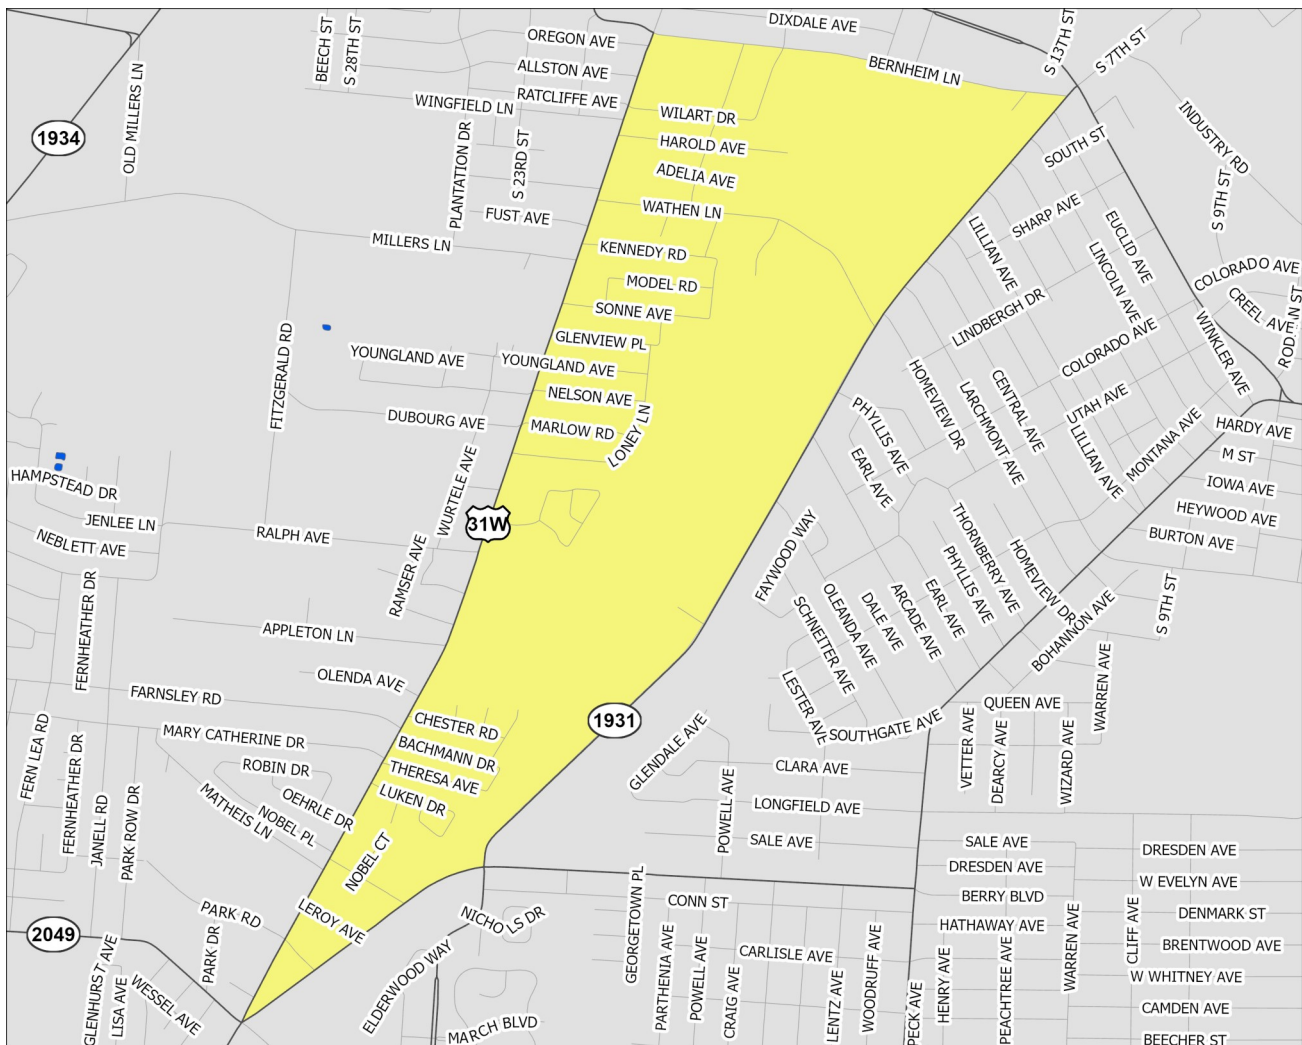 DIXDALE AVE
BEECH ST
S 28TH ST
OREGON AVE
S 13TH ST
S 7TH ST
ALLSTON AVE
BERNHEIM LN
OLD MILLERS LN
RATCLIFFE AVE
WINGFIELD LN
WILART DR
INDUSTRY RD
1934
HAROLD AVE
SOUTH ST
PLANTATION DR
S 23RD ST
ADELIA AVE
S 9TH ST
FUST AVE
WATHEN LN
SHARP AVE
EUCLID AVE
MILLERS LN
KENNEDY RD
LILLIAN AVE
LINCOLN AVE
COLORADO AVE
MODEL RD
CREEL AVE
SONNE AVE
LINDBERGH DR
GLENVIEW PL
WINKLER AVE
FITZGERALD RD
YOUNGLAND AVE
YOUNGLAND AVE
COLORADO AVE
NELSON AVE
HOMEVIEW DR
CENTRAL AVE
UTAH AVE
DUBOURG AVE
MARLOW RD
LONEY LN
PHYLLIS AVE
LARCHMONT AVE
MONTANA AVE
HARDY AVE
M ST
LILLIAN AVE
EARL AVE
HAMPSTEAD DR
IOWA AVE
WURTELE AVE
HEYWOOD AVE
31W
JENLEE LN
RALPH AVE
THORNBERRY AVE
BURTON AVE
NEBLETT AVE
FAYWOOD WAY
RAMSER AVE
HOMEVIEW DR
PHYLLIS AVE
EARL AVE
ARCADE AVE
DALE AVE
OLEANDA AVE
SCHNEITER AVE
S 9TH ST
BOHANNON AVE
FERNHEATHER DR
APPLETON LN
OLENDA AVE
WARREN AVE
FARNSLEY RD
LESTER AVE
QUEEN AVE
CHESTER RD
1931
SOUTHGATE AVE
MARY CATHERINE DR
BACHMANN DR
GLENDALE AVE
VETTER AVE
DEARCY AVE
WIZARD AVE
FERN LEA RD
FERNHEATHER DR
ROBIN DR
THERESA AVE
CLARA AVE
JANELL RD
PARK ROW DR
MATHEIS LN
OEHRLE DR
LUKEN DR
POWELL AVE
LONGFIELD AVE
NOBEL PL
SALE AVE
SALE AVE
DRESDEN AVE
NOBEL CT
DRESDEN AVE
W EVELYN AVE
GEORGETOWN PL
CONN ST
BERRY BLVD
DENMARK ST
PARK RD
LEROY AVE
NICHOLS DR
HATHAWAY AVE
WARREN AVE
CLIFF AVE
BRENTWOOD AVE
2049
PARK DR
CARLISLE AVE
W WHITNEY AVE
GLENHURST AVE
LISA AVE
WESSEL AVE
ELDERWOOD WAY
PARTHENIA AVE
POWELL AVE
CRAIG AVE
LENTZ AVE
WOODRUFF AVE
PECK AVE
HENRY AVE
PEACHTREE AVE
CAMDEN AVE
MARCH BLVD
BEECHER ST